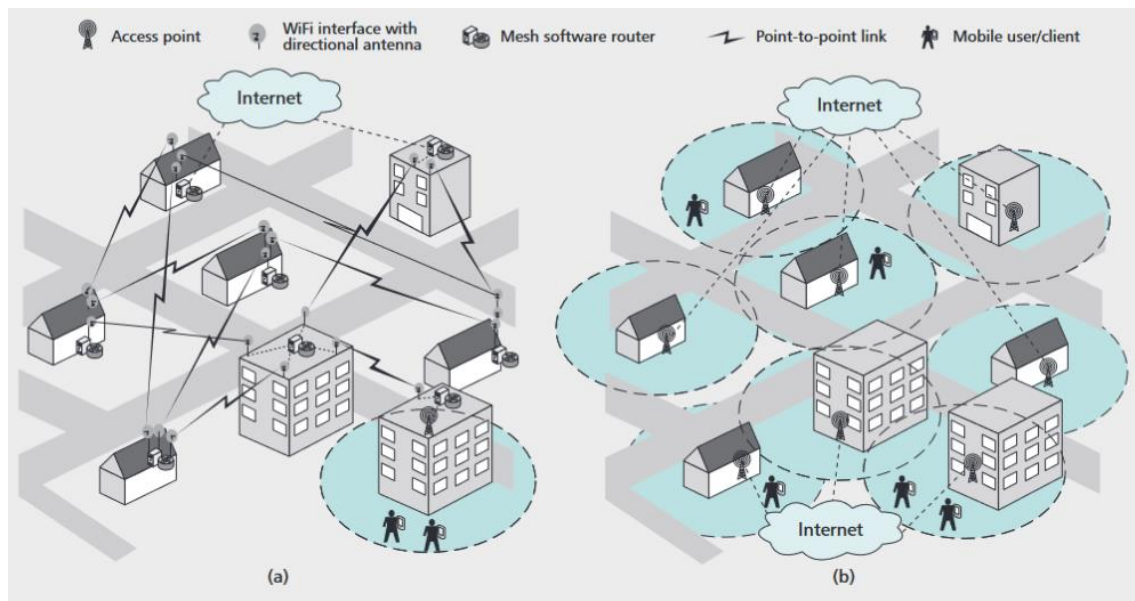 Access point
WiFi interface with
directional antenna
Mesh software router
Point-to-point link
Mobile user/client
Internet
Internet
Internet
(a)
(b)